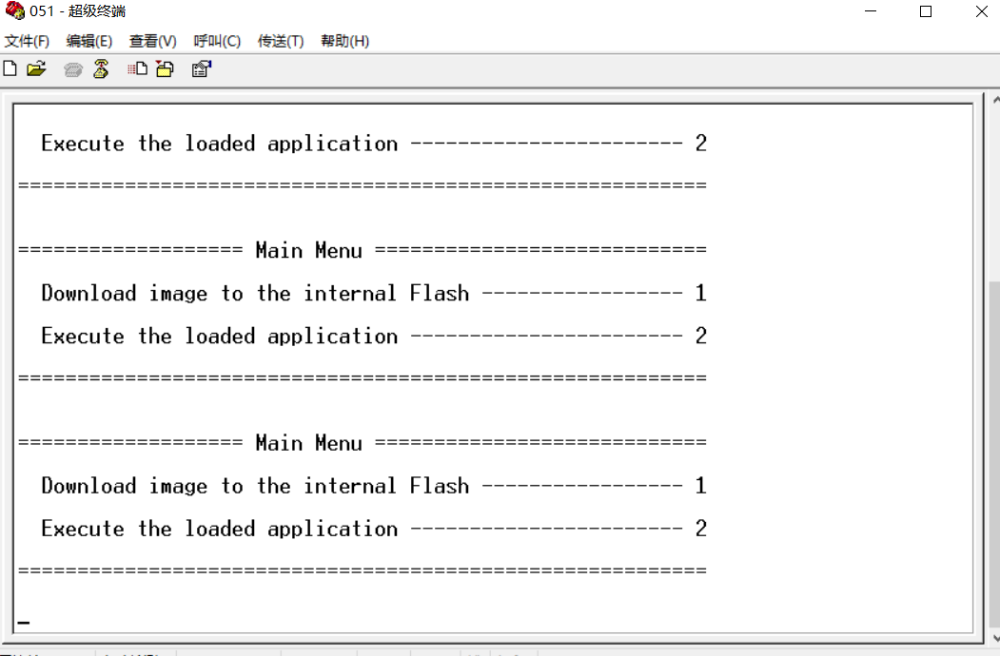 051 - 超级终端
文件(F) 编辑(E) 查看(V) 呼叫(C) 传送(T) 帮助(H)
Execute the loaded application ----------------------- 2
==========================================================
=================== Main Menu ============================
Download image to the internal Flash ----------------- 1
Execute the loaded application ----------------------- 2
==========================================================
=================== Main Menu ============================
Download image to the internal Flash ----------------- 1
Execute the loaded application ----------------------- 2
==========================================================
_